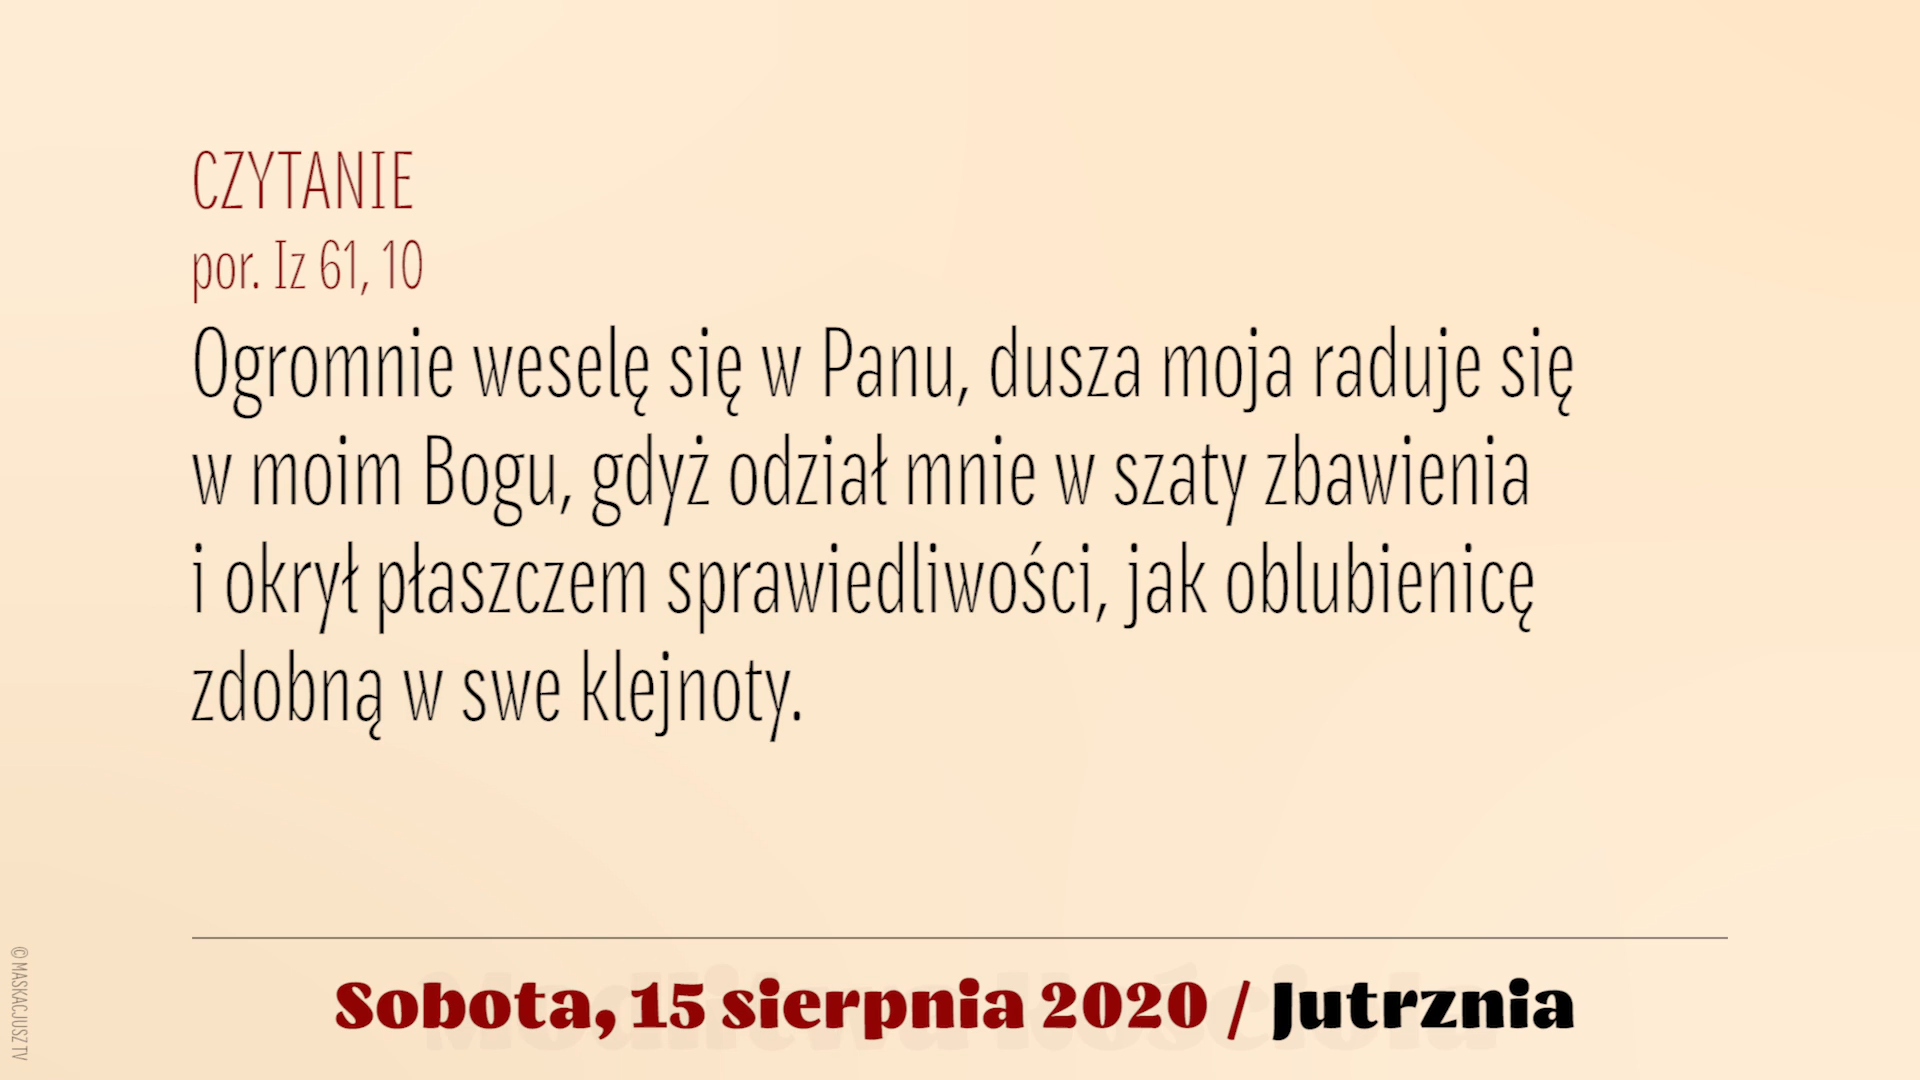 CZYTANIE
por. Iz 61, 10
Ogromnie weselę się w Panu, dusza moja raduje się
w moim Bogu, gdyż odział mnie w szaty zbawienia
i okrył płaszczem sprawiedliwości, jak oblubienicę
zdobną w swe klejnoty.
Sobota, 15 sierpnia 2020 / Jutrznia
© MASKACJUSZ TV